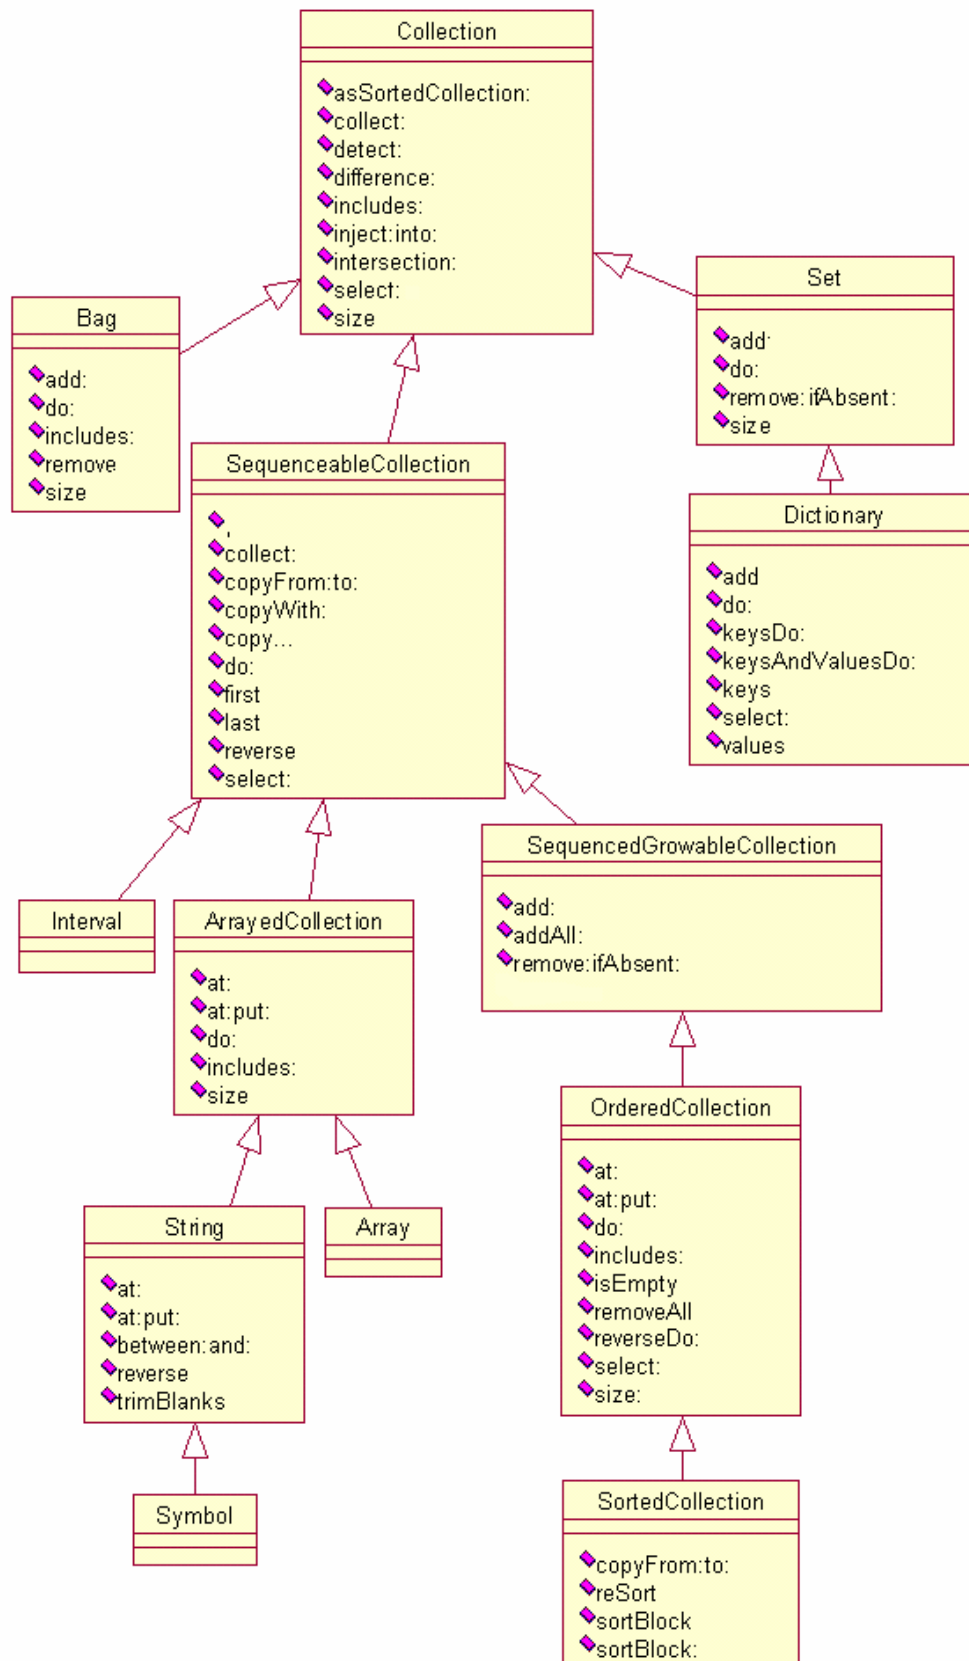 Collection
asSortedCollection:
collect:
detect:
difference:
includes:
inject:into:
intersection:
select:
size
Bag
add:
do:
includes:
remove
size
Set
add:
do:
remove:ifAbsent:
size
SequenceableCollection
,
collect:
copyFrom:to:
copyWith:
copy...
do:
first
last
reverse
select:
Dictionary
add
do:
keysDo:
keysAndValuesDo:
keys
select:
values
Interval
ArrayedCollection
at:
at:put:
do:
includes:
size
SequencedGrowableCollection
add:
addAll:
remove:ifAbsent:
String
at:
at:put:
between:and:
reverse
trimBlanks
Array
OrderedCollection
at:
at:put:
do:
includes:
isEmpty
removeAll
reverseDo:
select:
size:
Symbol
SortedCollection
copyFrom:to:
reSort
sortBlock
sortBlock: